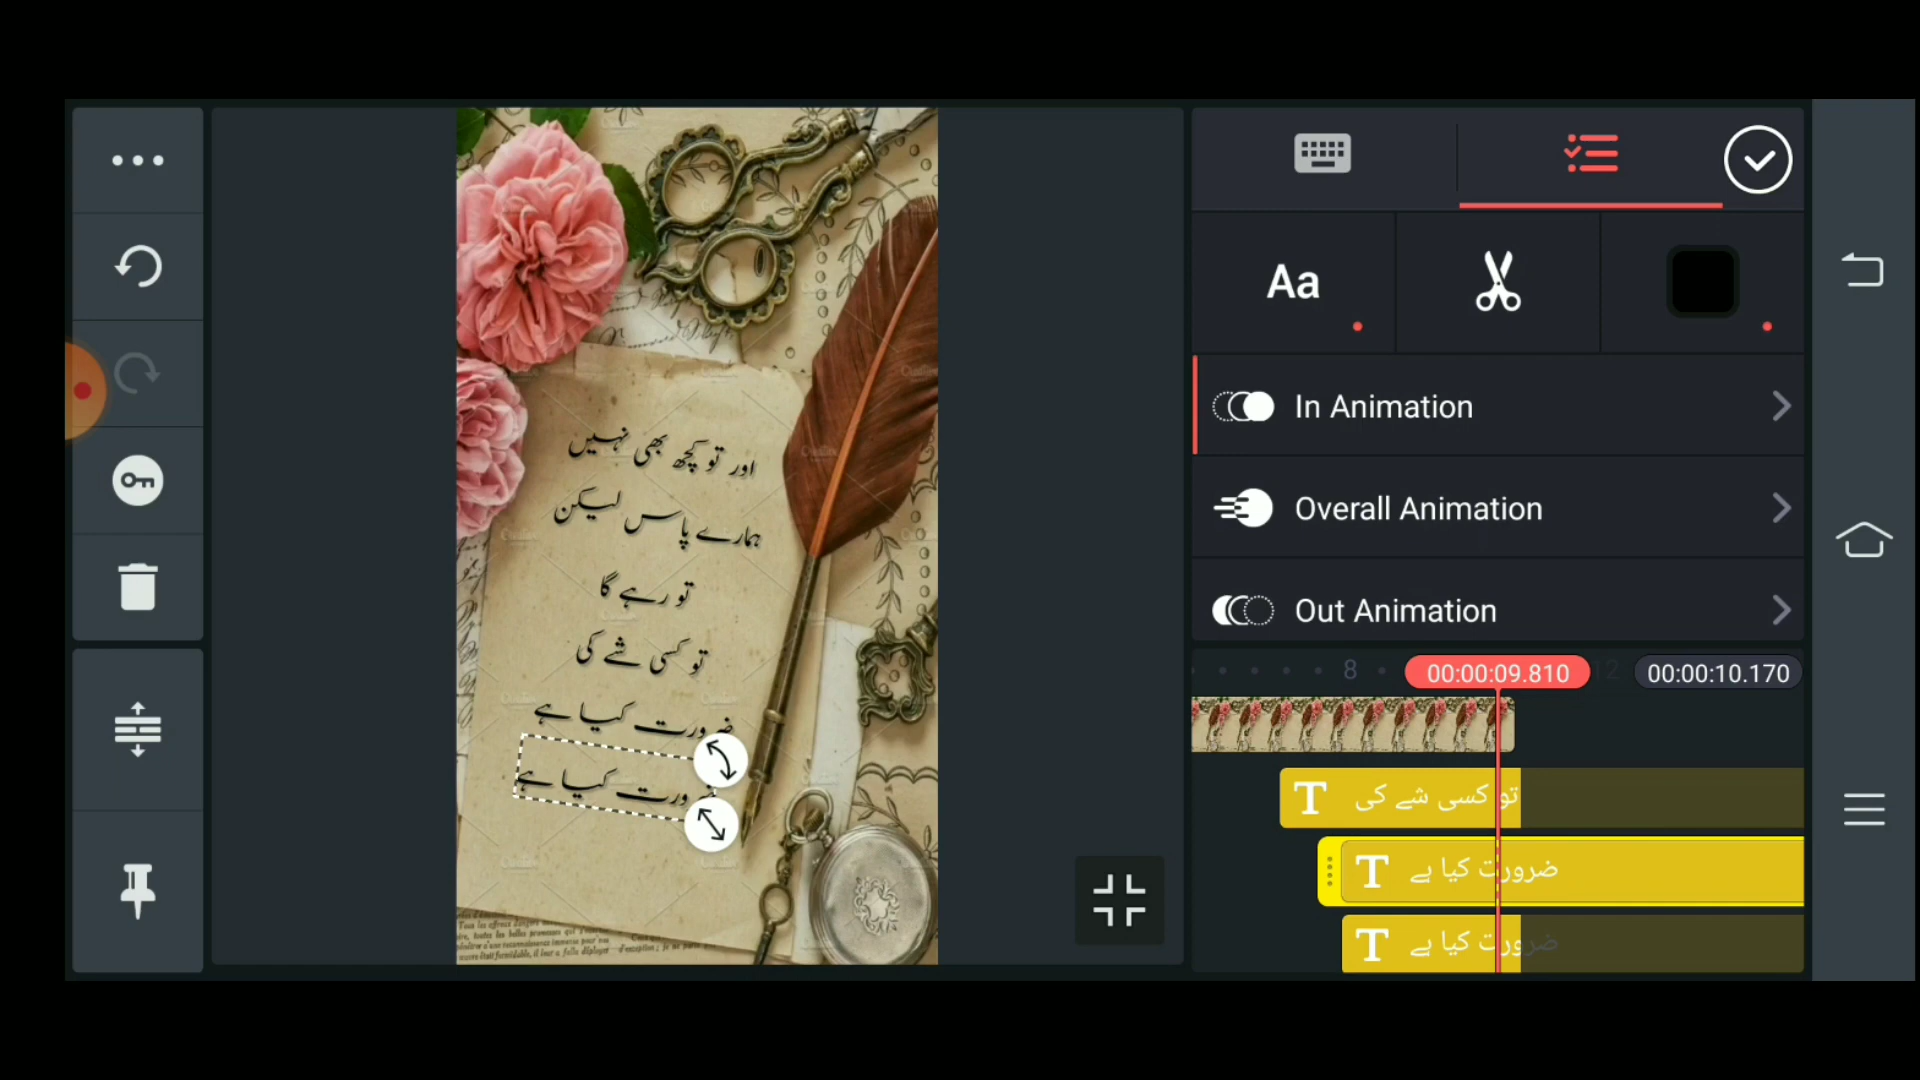 اور تو کچھ بھی نہیں
ہمارے پاس لیکن
تو رہے گا
تو کسی شے کی
ضرورت کیا ہے
ضرورت کیا ہے
Aa
In Animation
Overall Animation
Out Animation
8
00:00:09.810
12
00:00:10.170
تو کسی شے کی
T
ضرورت کیا ہے
T
ضرورت کیا ہے
T